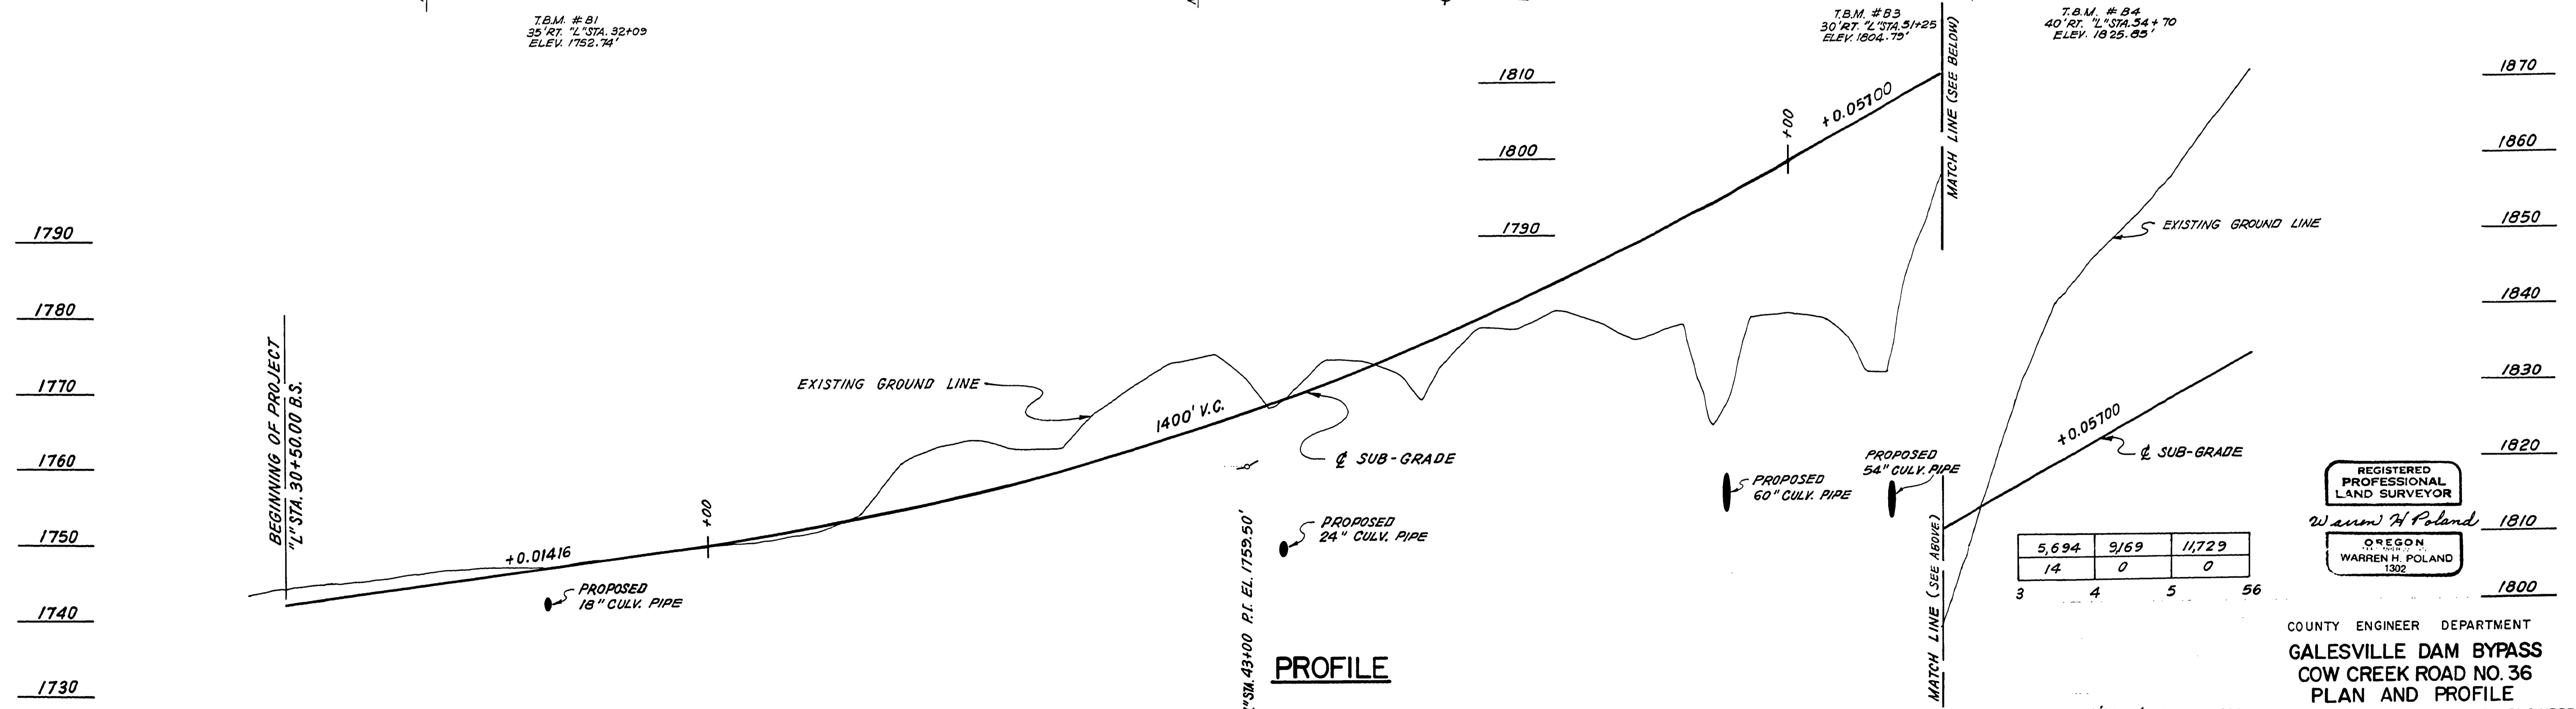 T.B.M. #B1
35'RT. "L"STA. 32+09
ELEV. 1752.74'
T.B.M. #B3
30'RT. "L"STA.51+25
ELEV. 1804.79'
T.B.M. #B4
40'RT. "L"STA.54+70
ELEV. 1825.85'
MATCH LINE (SEE BELOW)
1810
1800
1790
1870
1860
1850
1840
1830
1820
1810
1800
1790
1780
1770
1760
1750
1740
1730
+0.05700
+00
EXISTING GROUND LINE
BEGINNING OF PROJECT
"L"STA. 30+50.00 B.S.
EXISTING GROUND LINE
1400' V.C.
℄ SUB-GRADE
+00
+0.01416
PROPOSED
18" CULV. PIPE
PROPOSED
24" CULV. PIPE
PROPOSED
60" CULV. PIPE
PROPOSED
54" CULV. PIPE
+0.05700
℄ SUB-GRADE
"STA. 43+00 P.I. EL. 1759.50'
PROFILE
MATCH LINE (SEE ABOVE)
5,694 9,169 11,729
14 0 0
3 4 5 56
REGISTERED
PROFESSIONAL
LAND SURVEYOR
Warren H Poland
OREGON
WARREN H. POLAND
1302
COUNTY ENGINEER DEPARTMENT
GALESVILLE DAM BYPASS
COW CREEK ROAD NO. 36
PLAN AND PROFILE